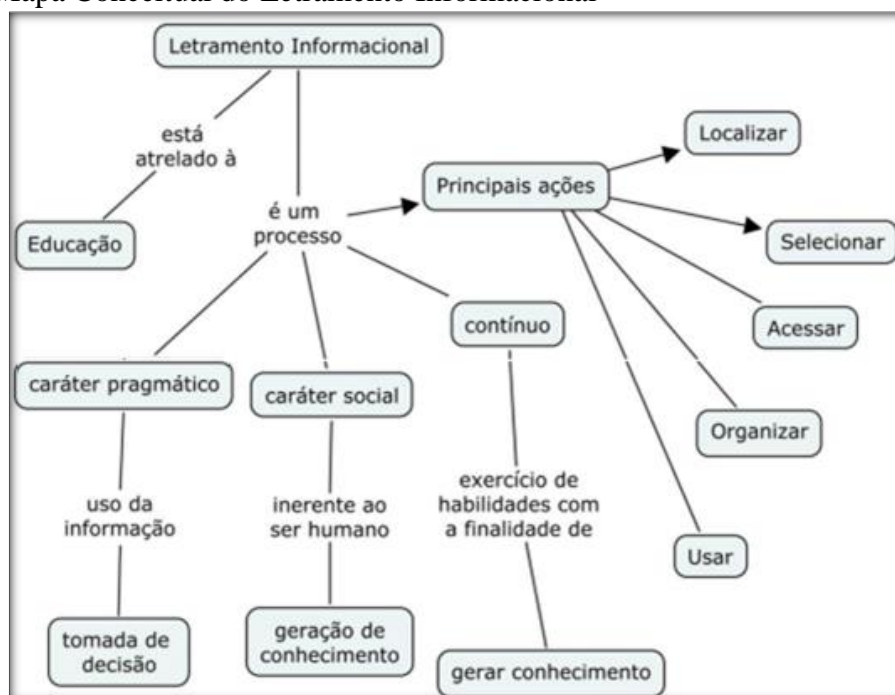 Mapa Conceitual do Letramento Informacional
Letramento Informacional
está
atrelado à
Educação
é um
processo
Principais ações
Localizar
Selecionar
Acessar
Organizar
Usar
caráter pragmático
caráter social
contínuo
uso da
informação
inerente ao
ser humano
exercício de
habilidades com
a finalidade de
tomada de
decisão
geração de
conhecimento
gerar conhecimento